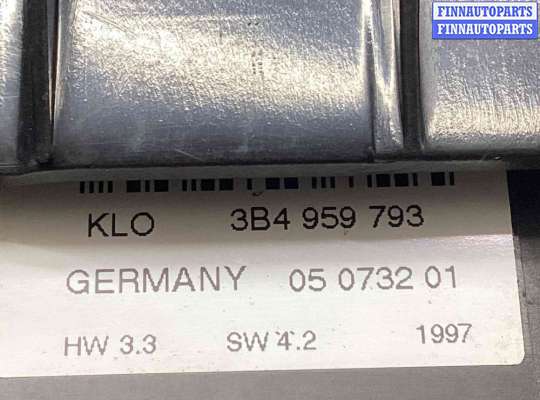 FINNAUTOPARTS
FINNAUTOPARTS
KLO 3B4 959 793
GERMANY 05 0732 01
HW 3.3 SW 4.2 1997